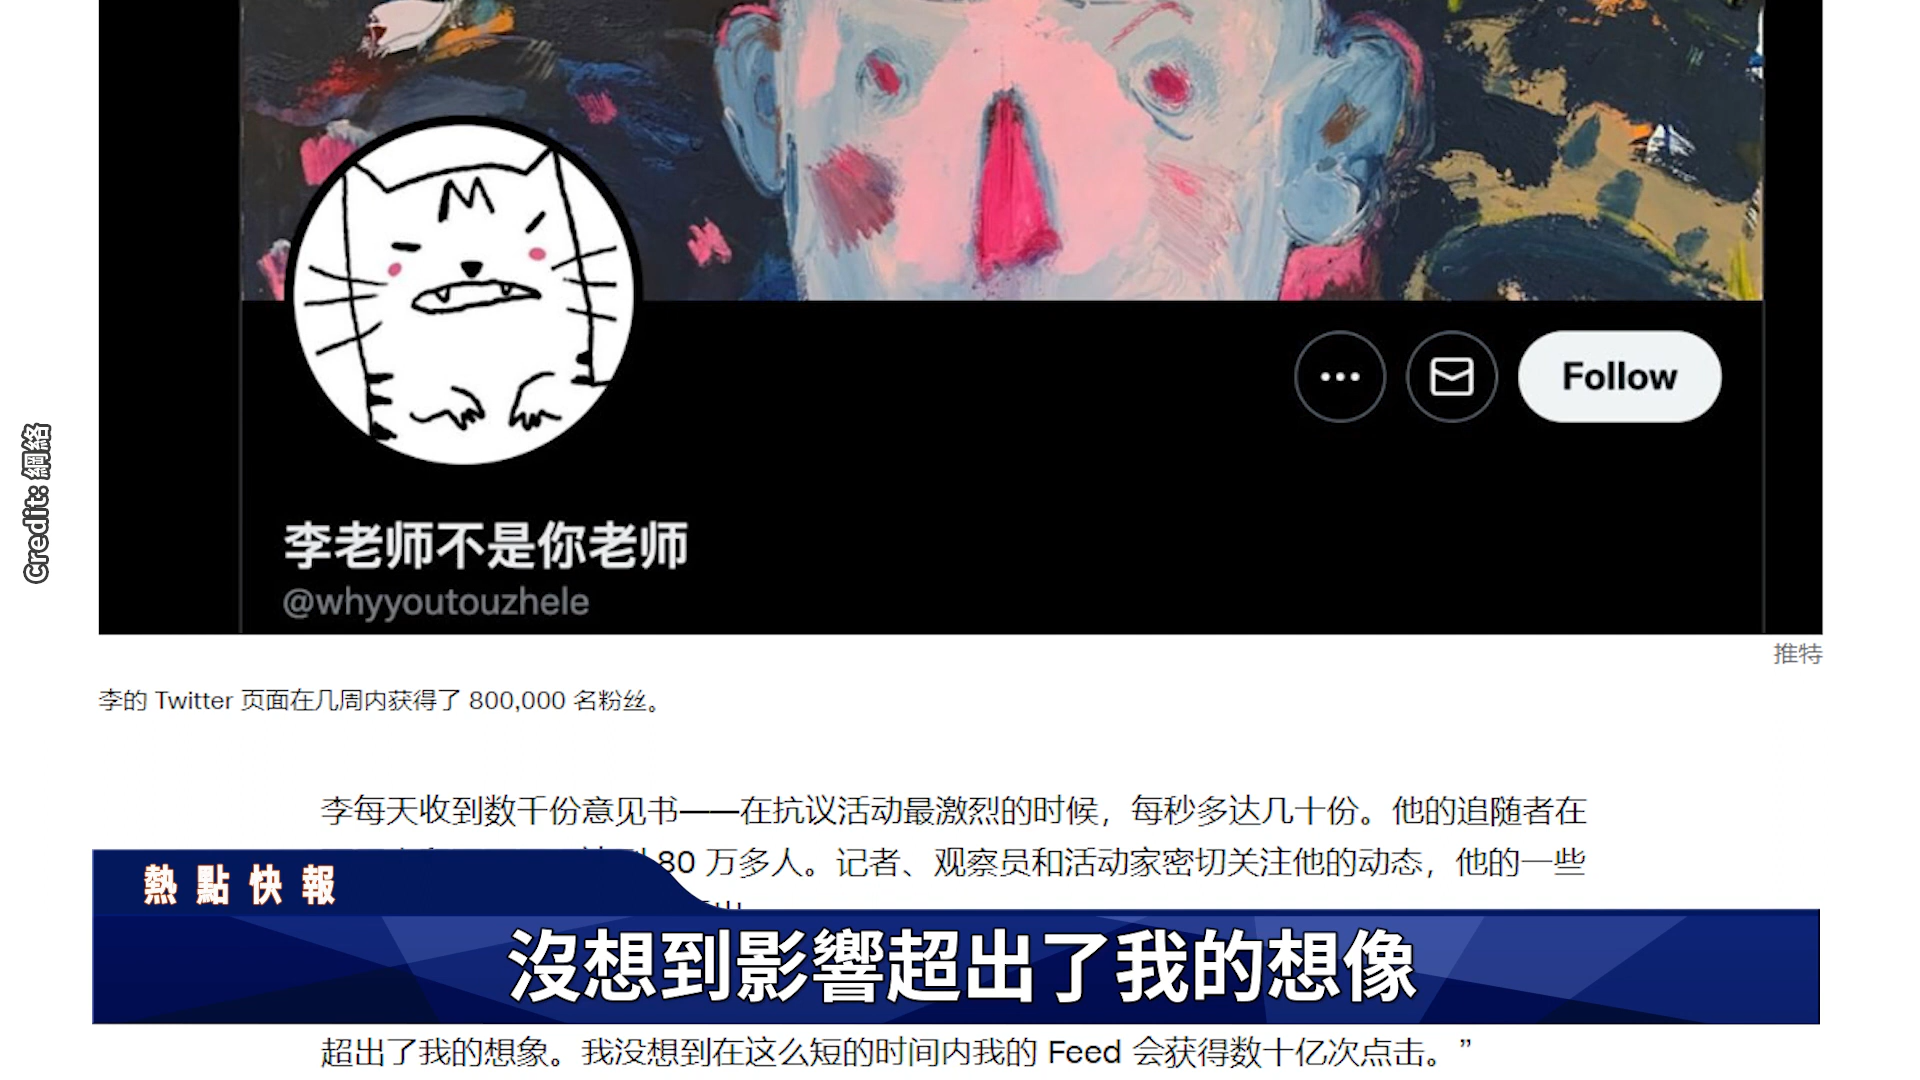 Credit: 網絡
Follow
李老师不是你老师
@whyyoutouzhele
推特
李的 Twitter 页面在几周内获得了 800,000 名粉丝。
李每天收到数千份意见书——在抗议活动最激烈的时候，每秒多达几十份。他的追随者在
80 万多人。记者、观察员和活动家密切关注他的动态，他的一些
熱點快報
沒想到影響超出了我的想像
超出了我的想象。我没想到在这么短的时间内我的 Feed 会获得数十亿次点击。”